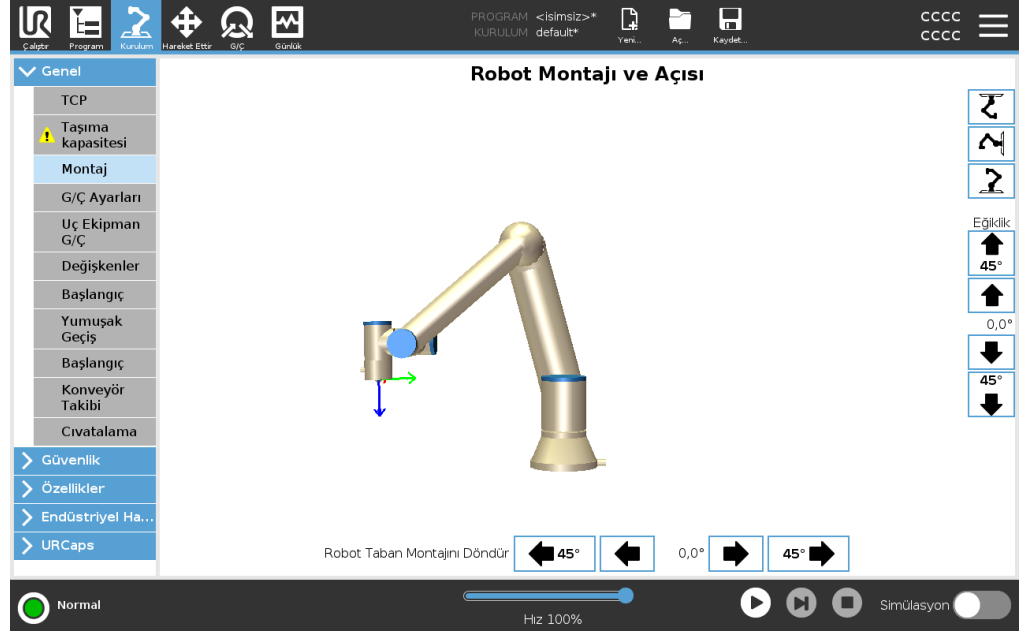 PROGRAM <isimsiz>*
KURULUM default*
Çalıştır
Program
Kurulum
Hareket Ettir
G/Ç
Günlük
Yeni...
Aç...
Kaydet...
CCCC
CCCC
Genel
TCP
Taşıma
kapasitesi
Montaj
G/Ç Ayarları
Uç Ekipman
G/Ç
Değişkenler
Başlangıç
Yumuşak
Geçiş
Başlangıç
Konveyör
Takibi
Cıvatalama
Güvenlik
Özellikler
Endüstriyel Ha...
URCaps
Robot Montajı ve Açısı
Eğiklik
45°
0,0°
45°
Robot Taban Montajını Döndür
45°
0,0°
45°
Normal
Hız 100%
Simülasyon